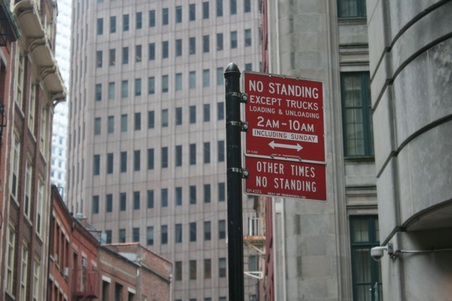 NO STANDING
EXCEPT TRUCKS
LOADING & UNLOADING
2AM-10AM
INCLUDING SUNDAY
OTHER TIMES
NO STANDING